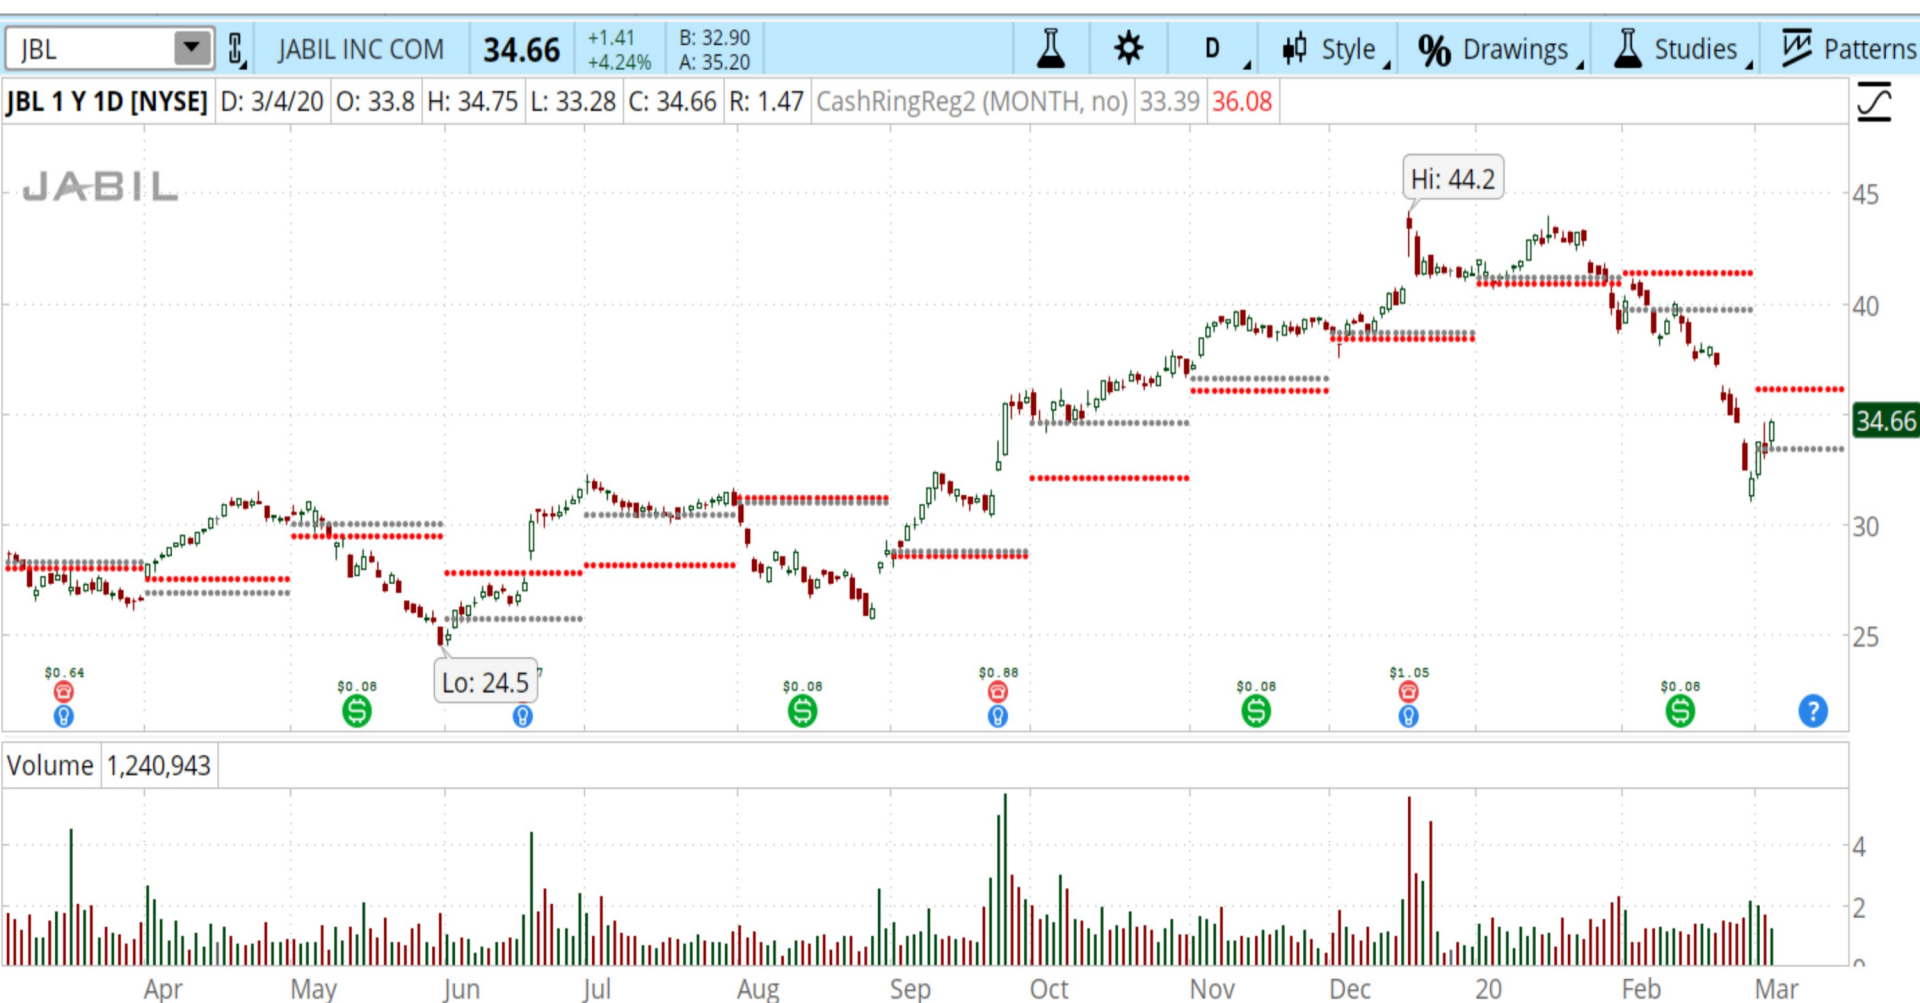 JBL JABIL INC COM 34.66 +1.41 +4.24% B: 32.90 A: 35.20 D Style % Drawings Studies Patterns
JBL 1 Y 1D [NYSE] D: 3/4/20 O: 33.8 H: 34.75 L: 33.28 C: 34.66 R: 1.47 CashRingReg2 (MONTH, no) 33.39 36.08
JABIL
Hi: 44.2
45
40
34.66
30
25
Lo: 24.5
$0.64 $0.08 7 $0.08 $0.88 $0.08 $1.05 $0.08
$ $ $ $ ?
Volume 1,240,943
4
2
0
Apr May Jun Jul Aug Sep Oct Nov Dec 20 Feb Mar